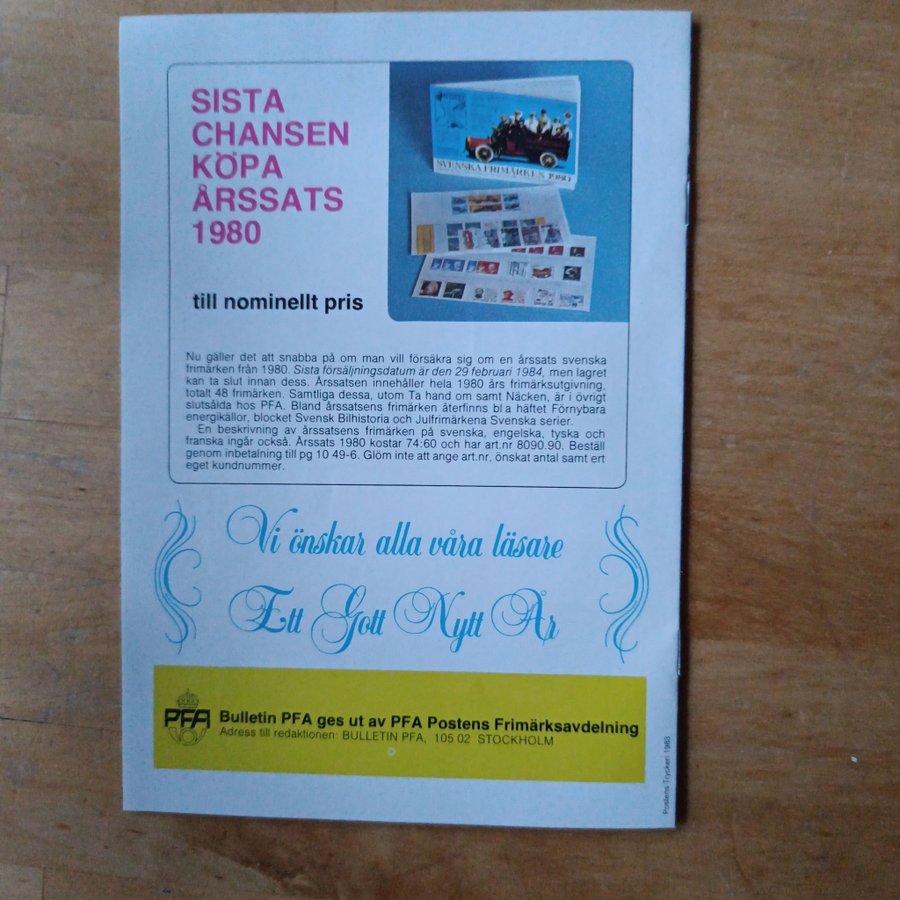 SISTA
CHANSEN
KÖPA
ÅRSSATS
1980
till nominellt pris
SVENSKA FRIMÄRKEN 1980
Nu gäller det att snabba på om man vill försäkra sig om en årssats svenska
frimärken från 1980. Sista försäljningsdatum är den 29 februari 1984, men lagret
kan ta slut innan dess. Årssatsen innehåller hela 1980 års frimärksutgivning,
totalt 48 frimärken. Samtliga dessa, utom Ta hand om samt Näcken, är i övrigt
slutsålda hos PFA. Bland årssatsens frimärken återfinns bl a häftet Förnybara
energikällor, blocket Svensk Bilhistoria och Julfrimärkena Svenska serier.
En beskrivning av årssatsens frimärken på svenska, engelska, tyska och
franska ingår också. Årssats 1980 kostar 74:60 och har art.nr 8090.90. Beställ
genom inbetalning till pg 10 49-6. Glöm inte att ange art.nr, önskat antal samt ert
eget kundnummer.
Vi önskar alla våra läsare
Ett Gott Nytt År
PFA
Bulletin PFA ges ut av PFA Postens Frimärksavdelning
Adress till redaktionen: BULLETIN PFA, 105 02 STOCKHOLM
Postens Tryckeri 1983